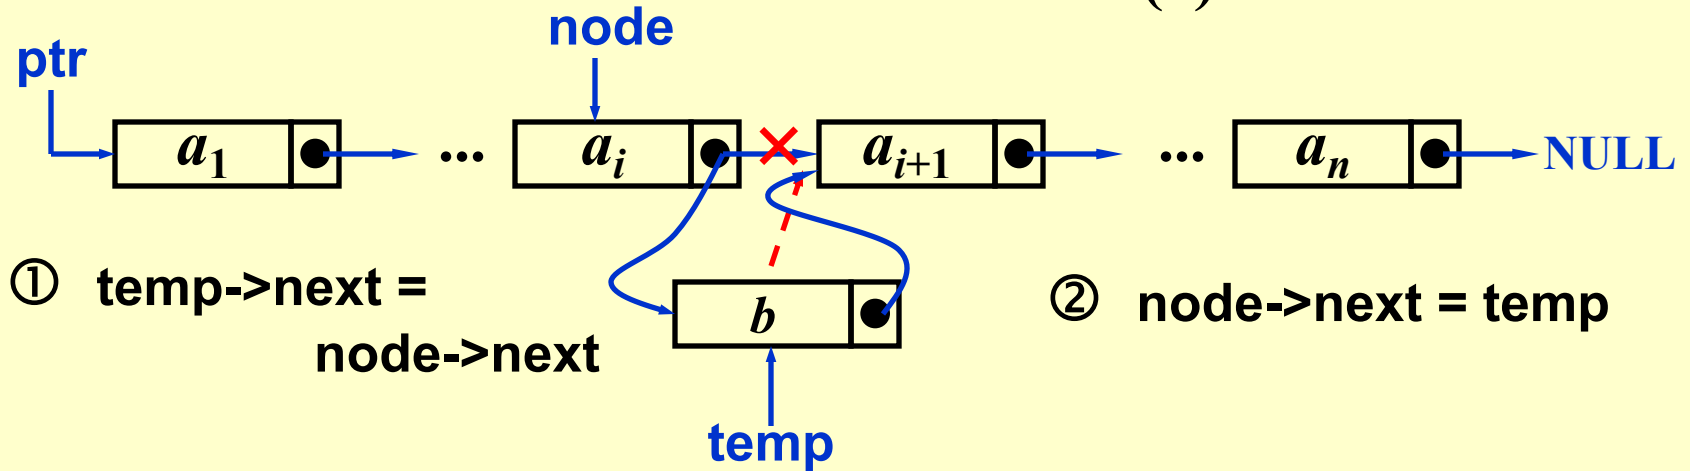 node
ptr
a1 ... ai ai+1 ... an NULL
① temp->next =
node->next
b
② node->next = temp
temp